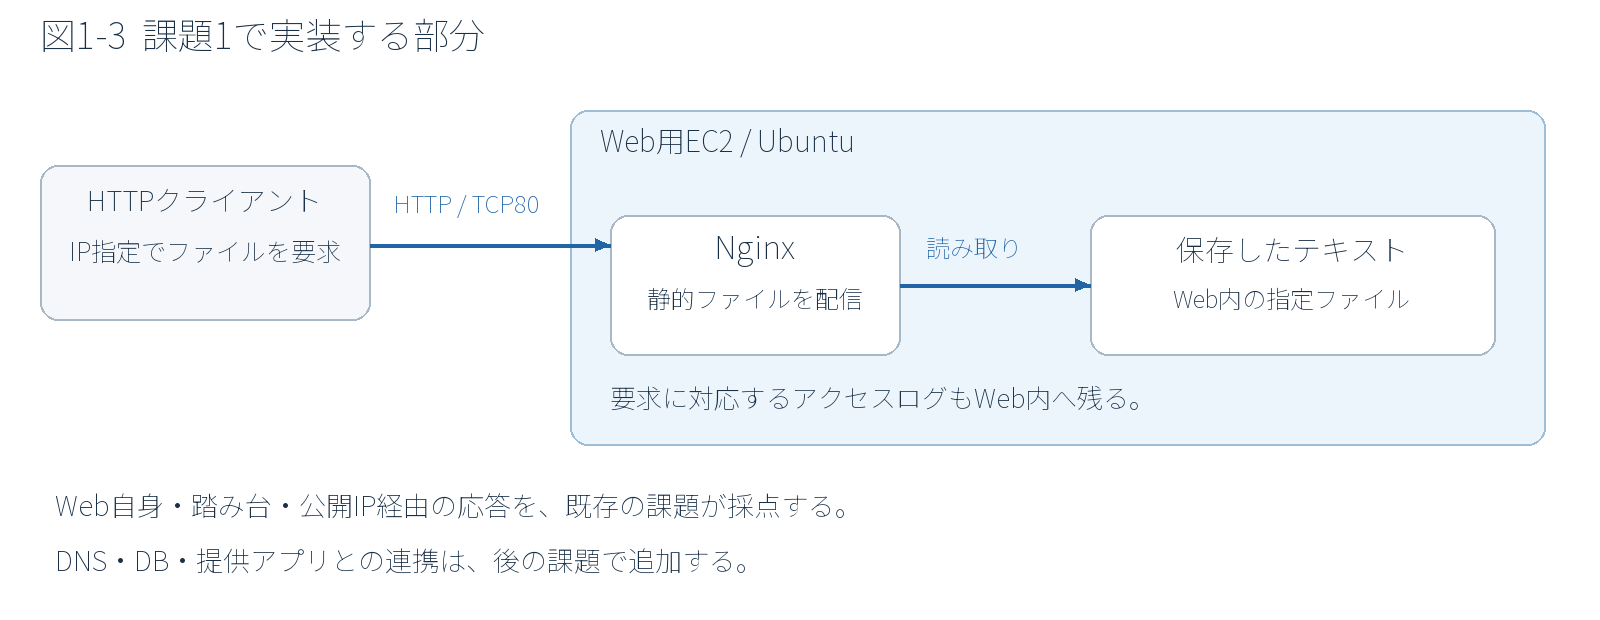 図1-3 課題1で実装する部分
Web用EC2 / Ubuntu
HTTPクライアント
IP指定でファイルを要求
HTTP / TCP80
Nginx
静的ファイルを配信
読み取り
保存したテキスト
Web内の指定ファイル
要求に対応するアクセスログもWeb内へ残る。
Web自身・踏み台・公開IP経由の応答を、既存の課題が採点する。
DNS・DB・提供アプリとの連携は、後の課題で追加する。